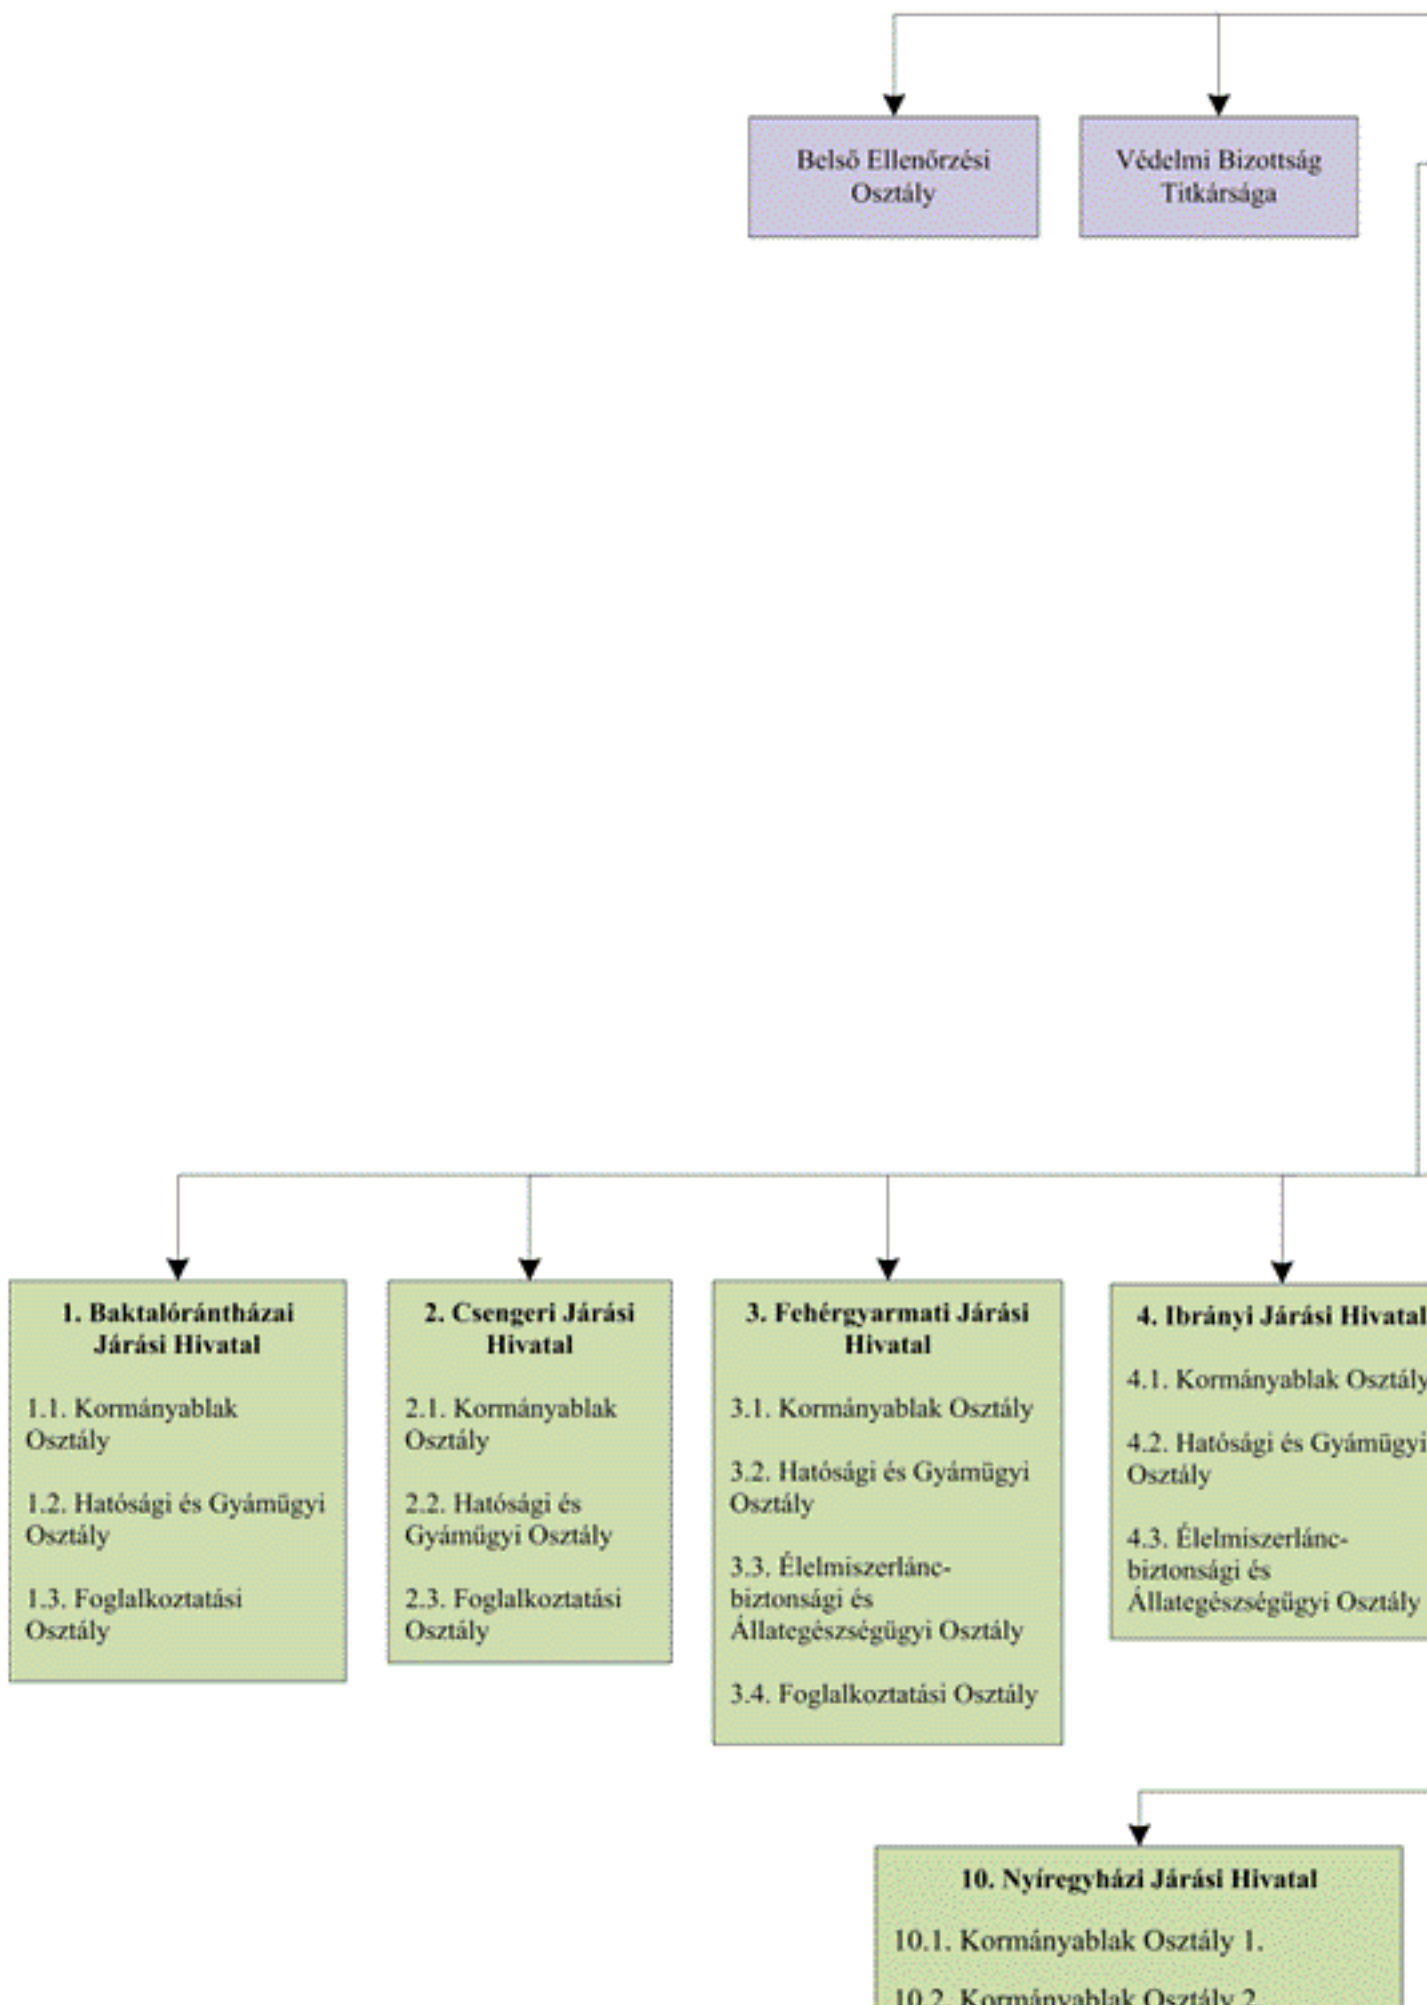 Belső Ellenőrzési
Osztály
Védelmi Bizottság
Titkársága
1. Baktalórántházai
Járási Hivatal
1.1. Kormányablak
Osztály
1.2. Hatósági és Gyámügyi
Osztály
1.3. Foglalkoztatási
Osztály
2. Csengeri Járási
Hivatal
2.1. Kormányablak
Osztály
2.2. Hatósági és
Gyámügyi Osztály
2.3. Foglalkoztatási
Osztály
3. Fehérgyarmati Járási
Hivatal
3.1. Kormányablak Osztály
3.2. Hatósági és Gyámügyi
Osztály
3.3. Élelmiszerlánc-
biztonsági és
Állategészségügyi Osztály
3.4. Foglalkoztatási Osztály
4. Ibrányi Járási Hivatal
4.1. Kormányablak Osztály
4.2. Hatósági és Gyámügyi
Osztály
4.3. Élelmiszerlánc-
biztonsági és
Állategészségügyi Osztály
10. Nyíregyházi Járási Hivatal
10.1. Kormányablak Osztály 1.
10.2. Kormányablak Osztály 2.